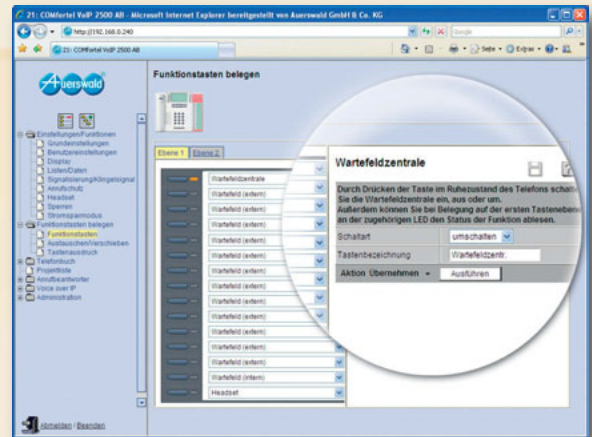 21: COMfortel VoIP 2500 AB - Microsoft Internet Explorer bereitgestellt von Auerswald GmbH & Co. KG
http://192.168.0.240
Google
21: COMfortel VoIP 2500 AB
Seite
Extras
Auerswald
Einstellungen/Funktionen
Grundeinstellungen
Benutzereinstellungen
Display
Listen/Daten
Signalisierung/Klingelsignal
Anrufschutz
Headset
Sperren
Stromsparmodus
Funktionstasten belegen
Funktionstasten
Austauschen/Verschieben
Tastenausdruck
Telefonbuch
Projektliste
Anrufbeantworter
Voice over IP
Administration
Abmelden / Beenden
Funktionstasten belegen
Ebene 1 Ebene 2
Wartefeldzentrale
Wartefeld (extern)
Wartefeld (extern)
Wartefeld (extern)
Wartefeld (extern)
Wartefeld (extern)
Wartefeld (extern)
Wartefeld (extern)
Wartefeld (extern)
Wartefeld (extern)
Wartefeld (extern)
Wartefeld (intern)
Headset
Wartefeldzentrale
Durch Drücken der Taste im Ruhezustand des Telefons schalt
Sie die Wartefeldzentrale ein, aus oder um.
Außerdem können Sie bei Belegung auf der ersten Tastenebene
an der zugehörigen LED den Status der Funktion ablesen.
Schaltart umschalten
Tastenbezeichnung Wartefeldzentr.
Aktion Übernehmen Ausführen